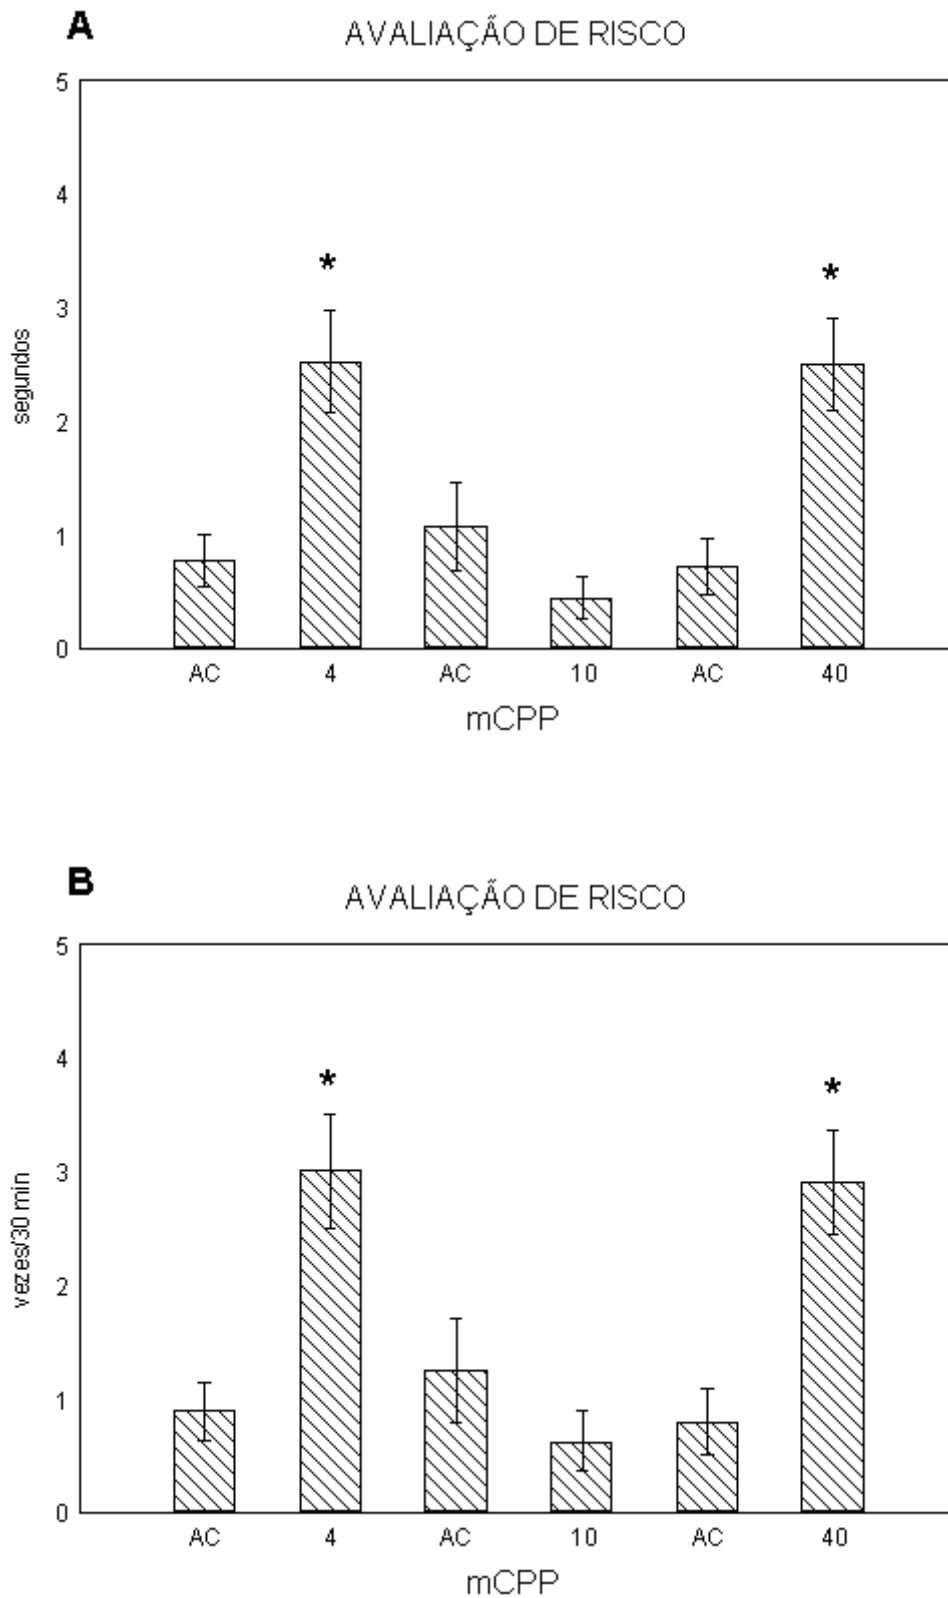 A
AVALIAÇÃO DE RISCO
5
4
*
*
3
segundos
2
1
0
AC 4 AC 10 AC 40
mCPP
B
AVALIAÇÃO DE RISCO
5
4
*
*
3
vezes/30 min
2
1
0
AC 4 AC 10 AC 40
mCPP